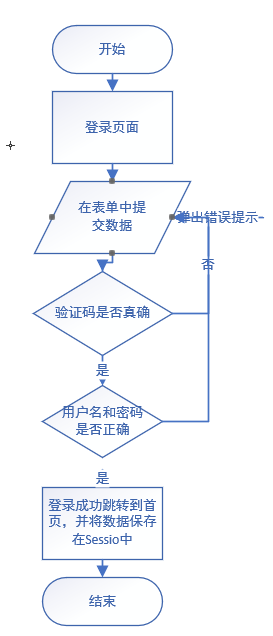 开始
登录页面
在表单中提
交数据
弹出错误提示
否
验证码是否真确
是
用户名和密码
是否正确
是
登录成功跳转到首
页，并将数据保存
在Sessio中
结束